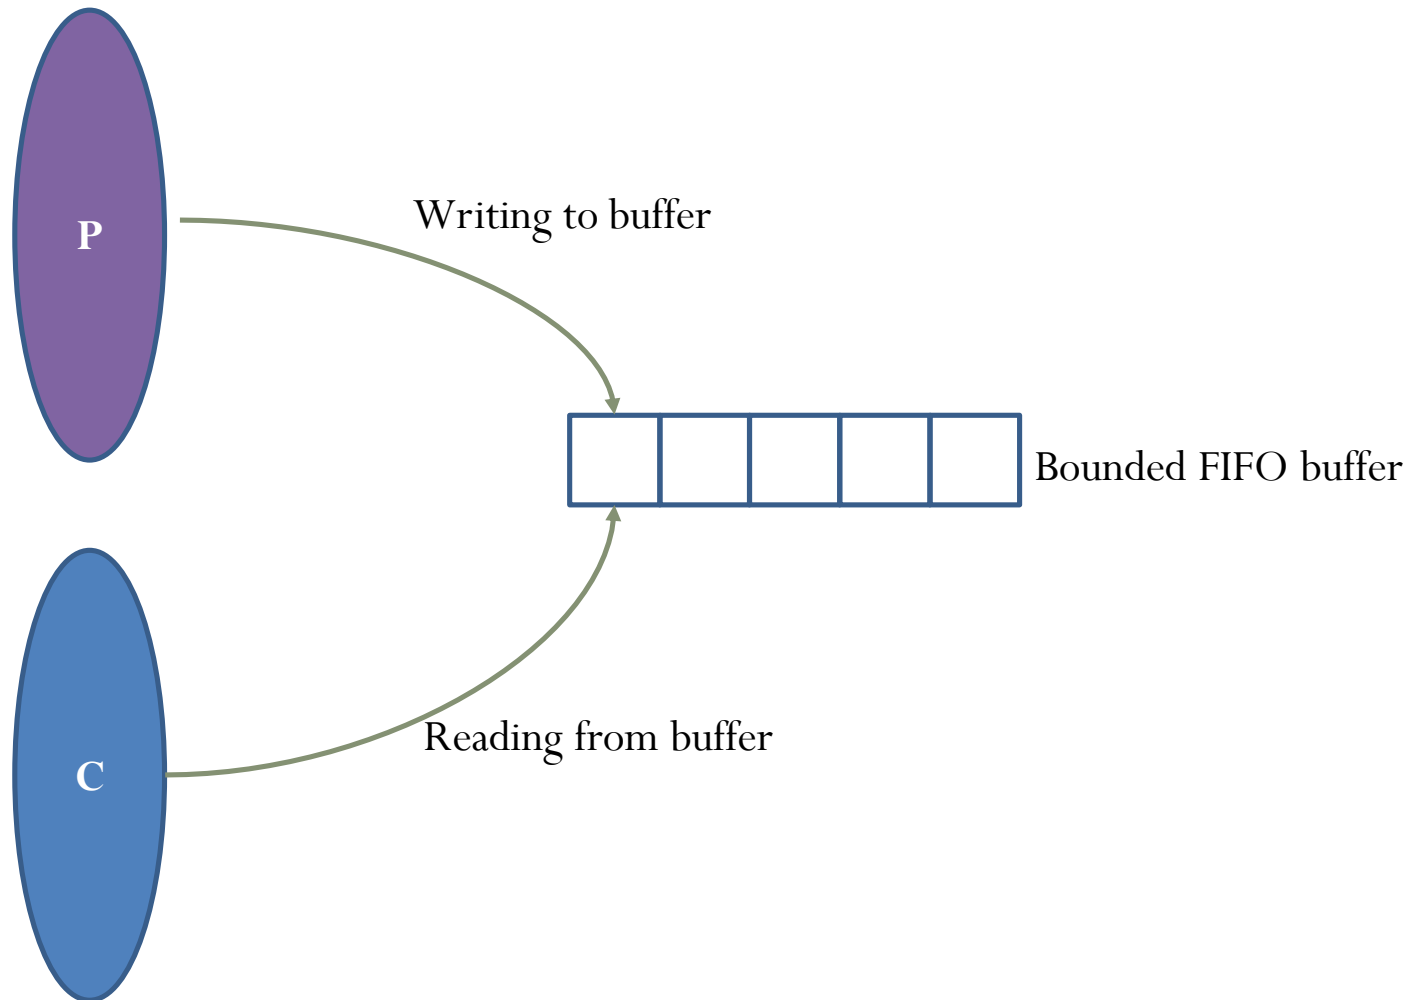 P
Writing to buffer
Bounded FIFO buffer
Reading from buffer
C